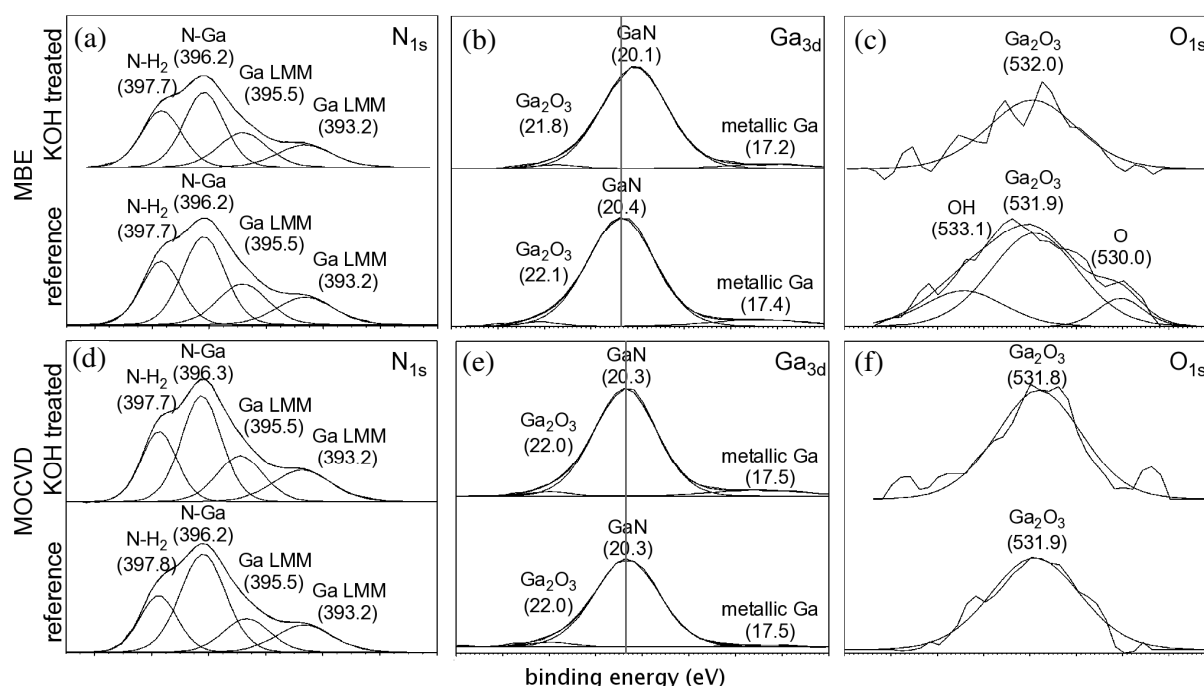 MBE
KOH treated
(a)
N1s
N-Ga
(396.2)
N-H2
(397.7)
Ga LMM
(395.5)
Ga LMM
(393.2)
(b)
Ga3d
GaN
(20.1)
Ga2O3
(21.8)
metallic Ga
(17.2)
(c)
O1s
Ga2O3
(532.0)
reference
N-Ga
(396.2)
N-H2
(397.7)
Ga LMM
(395.5)
Ga LMM
(393.2)
GaN
(20.4)
Ga2O3
(22.1)
metallic Ga
(17.4)
Ga2O3
(531.9)
OH
(533.1)
O
(530.0)
MOCVD
KOH treated
(d)
N1s
N-Ga
(396.3)
N-H2
(397.7)
Ga LMM
(395.5)
Ga LMM
(393.2)
(e)
Ga3d
GaN
(20.3)
Ga2O3
(22.0)
metallic Ga
(17.5)
(f)
O1s
Ga2O3
(531.8)
reference
N-Ga
(396.2)
N-H2
(397.8)
Ga LMM
(395.5)
Ga LMM
(393.2)
GaN
(20.3)
Ga2O3
(22.0)
metallic Ga
(17.5)
Ga2O3
(531.9)
binding energy (eV)